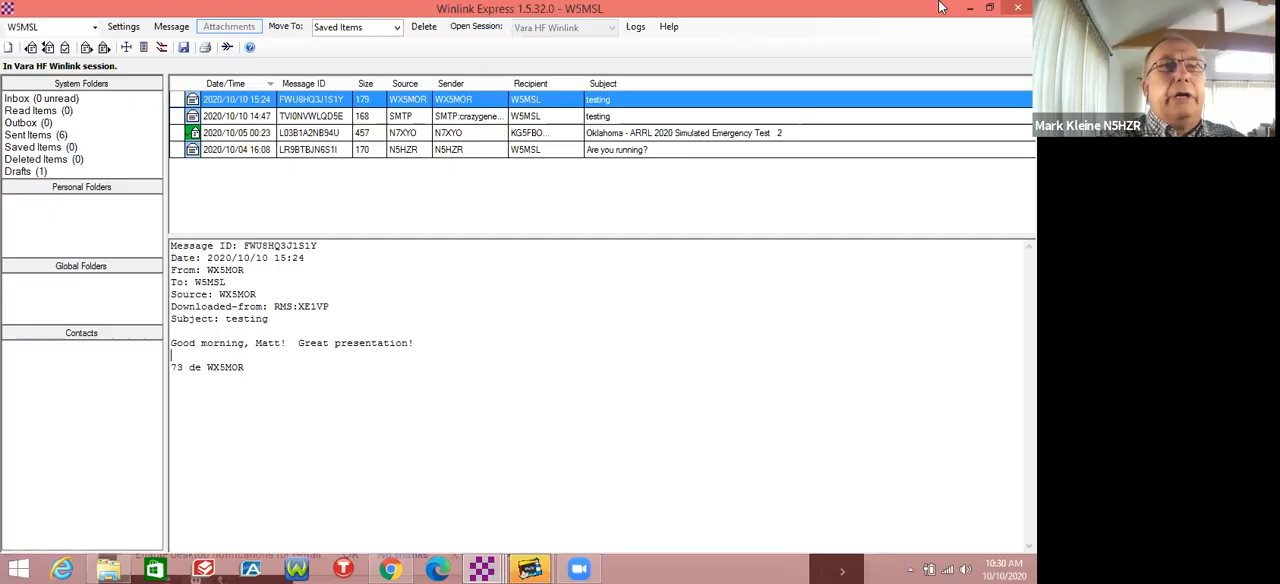 Winlink Express 1.5.32.0 - W5MSL
W5MSL Settings Message Attachments Move To: Saved Items Delete Open Session: Vara HF Winlink Logs Help
In Vara HF Winlink session.
System Folders
Inbox (0 unread)
Read Items (0)
Outbox (0)
Sent Items (6)
Saved Items (0)
Deleted Items (0)
Drafts (1)
Personal Folders
Global Folders
Contacts
Date/Time Message ID Size Source Sender Recipient Subject
2020/10/10 15:24 FWU8HQ3J1S1Y 179 WX5MOR WX5MOR W5MSL testing
2020/10/10 14:47 TVI0NVWLQD5E 168 SMTP SMTP:crazygene... W5MSL testing
2020/10/05 00:23 L03B1A2NB94U 457 N7XYO N7XYO KG5FBO... Oklahoma - ARRL 2020 Simulated Emergency Test 2
2020/10/04 16:08 LR9BTBJN6S1I 170 N5HZR N5HZR W5MSL Are you running?
Message ID: FWU8HQ3J1S1Y
Date: 2020/10/10 15:24
From: WX5MOR
To: W5MSL
Source: WX5MOR
Downloaded-from: RMS:XE1VP
Subject: testing
Good morning, Matt! Great presentation!
73 de WX5MOR
Mark Kleine N5HZR
10:30 AM
10/10/2020